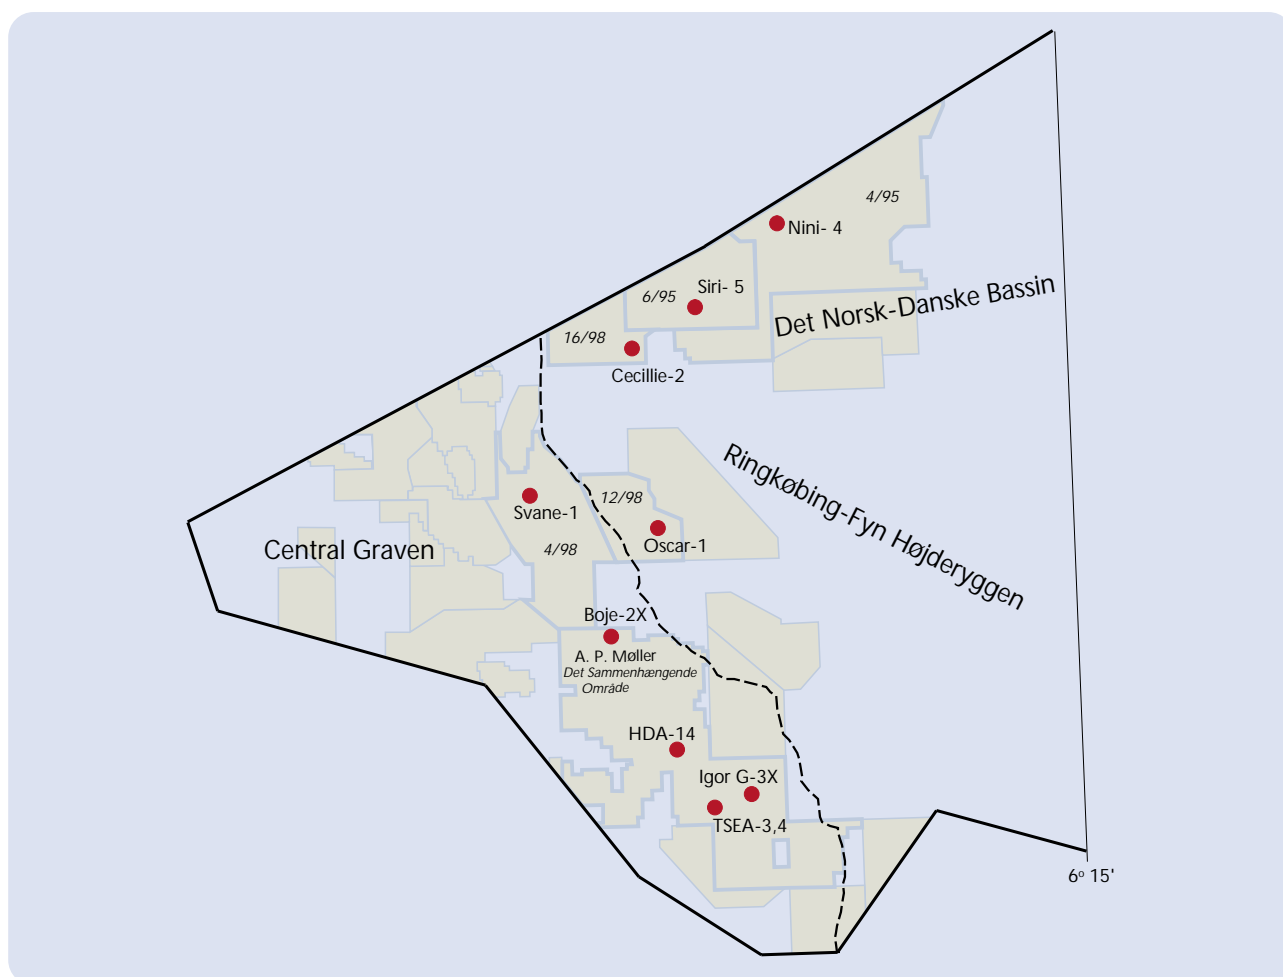 4/95
Nini- 4
Siri- 5
6/95
Det Norsk-Danske Bassin
16/98
Cecillie-2
Ringkøbing-Fyn Højderyggen
12/98
Svane-1
Oscar-1
4/98
Central Graven
Boje-2X
A. P. Møller
Det Sammenhængende
Område
HDA-14
Igor G-3X
TSEA-3,4
6° 15'